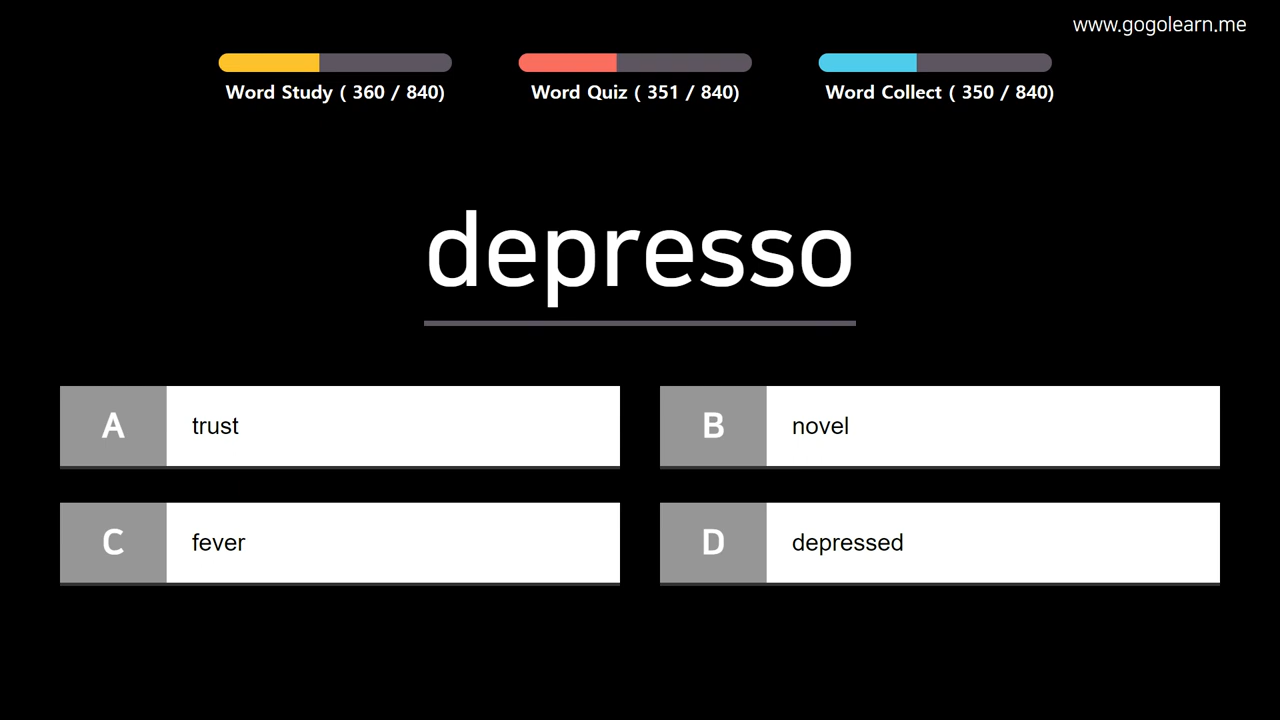 www.gogolearn.me
Word Study ( 360 / 840)
Word Quiz ( 351 / 840)
Word Collect ( 350 / 840)
depresso
A trust
B novel
C fever
D depressed